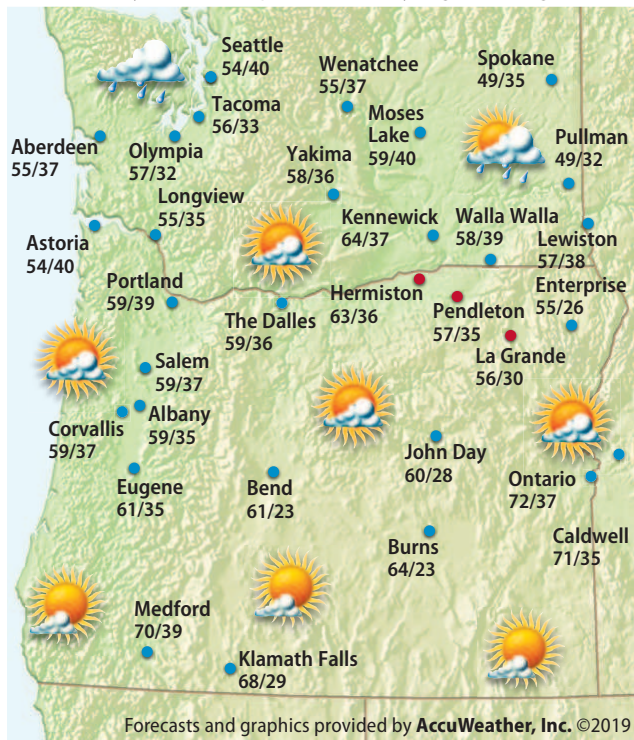 Seattle
54/40
Wenatchee
55/37
Spokane
49/35
Tacoma
56/33
Moses
Lake
59/40
Aberdeen
55/37
Olympia
57/32
Yakima
58/36
Pullman
49/32
Longview
55/35
Kennewick
64/37
Walla Walla
58/39
Lewiston
57/38
Astoria
54/40
Portland
59/39
The Dalles
59/36
Hermiston
63/36
Pendleton
57/35
Enterprise
55/26
La Grande
56/30
Salem
59/37
Albany
59/35
Corvallis
59/37
John Day
60/28
Ontario
72/37
Eugene
61/35
Bend
61/23
Caldwell
71/35
Burns
64/23
Medford
70/39
Klamath Falls
68/29
Forecasts and graphics provided by AccuWeather, Inc. ©2019